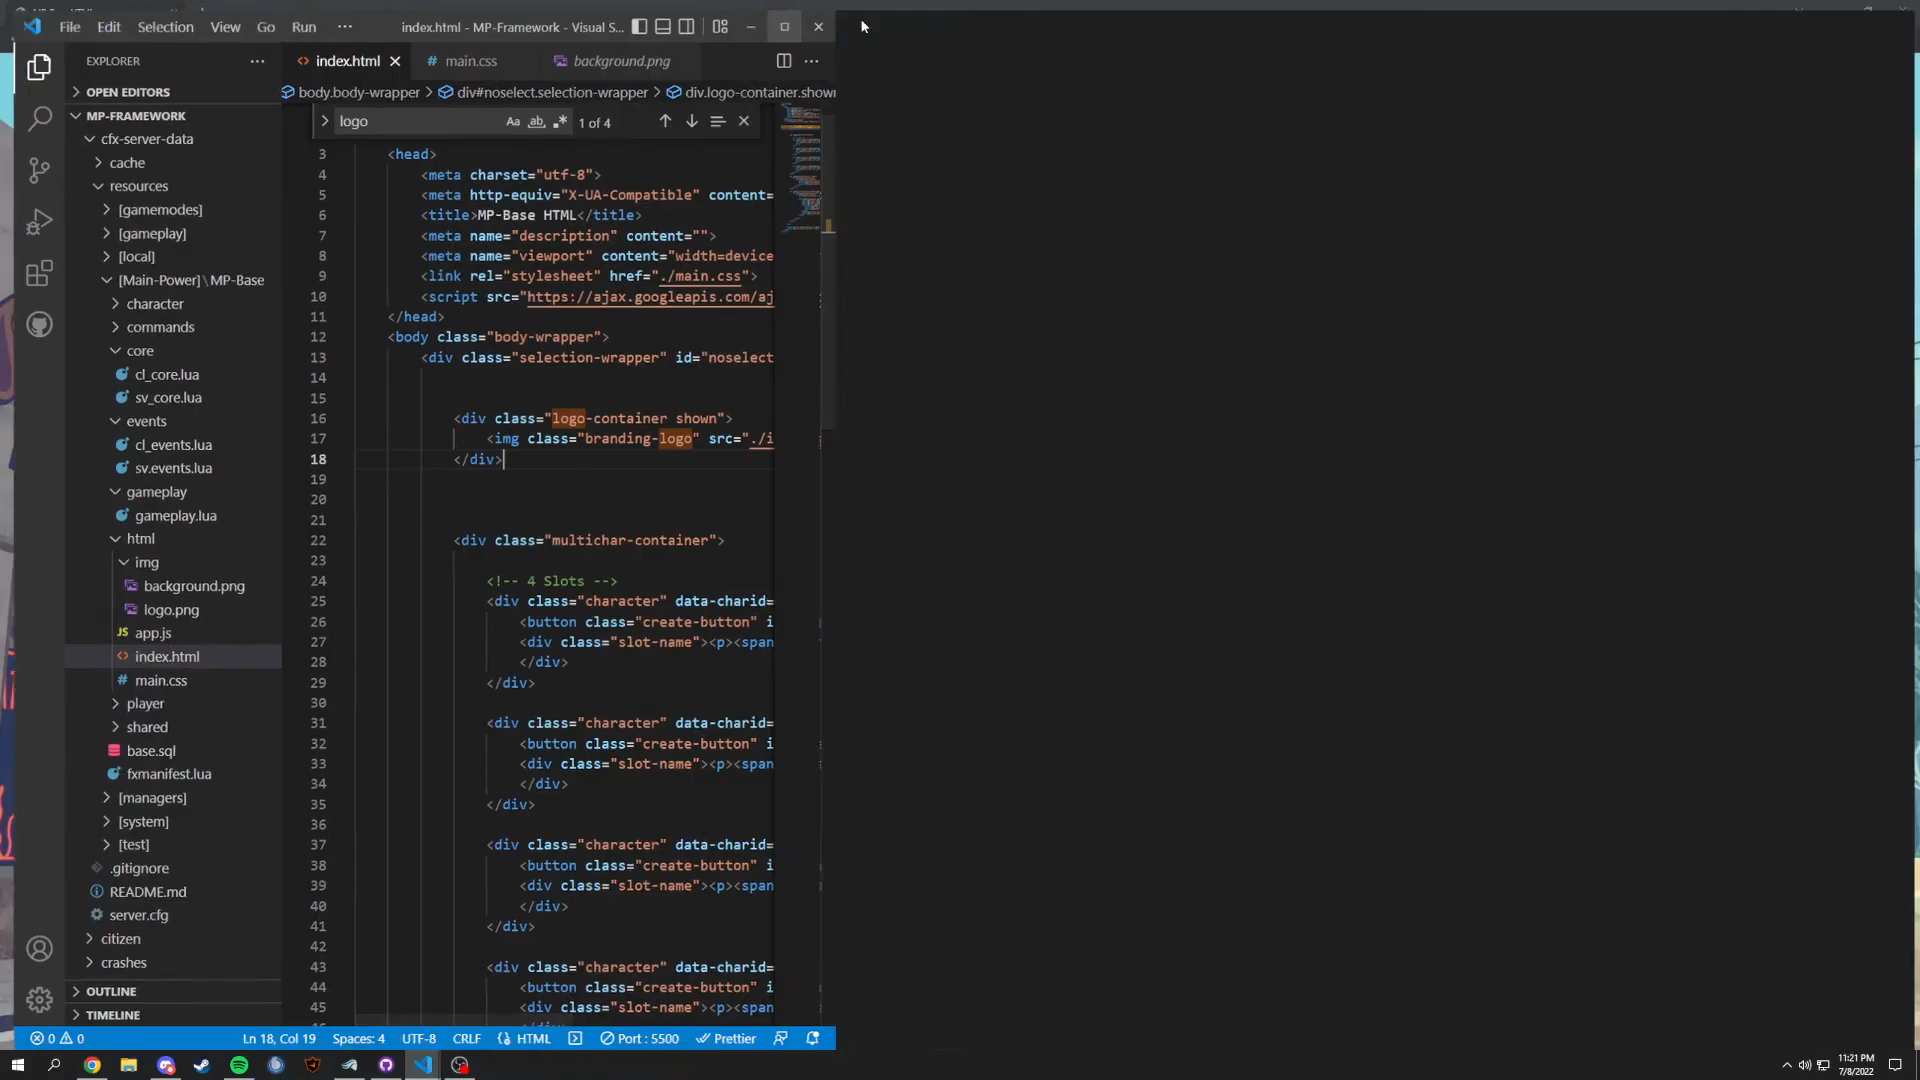 File Edit Selection View Go Run ··· index.html - MP-Framework - Visual S...
EXPLORER ···
index.html
# main.css
background.png
OPEN EDITORS
body.body-wrapper > div#noselect.selection-wrapper > div.logo-container.shown
MP-FRAMEWORK
logo Aa ab 1 of 4
cfx-server-data
cache
resources
[gamemodes]
[gameplay]
[local]
[Main-Power]\MP-Base
character
commands
core
cl_core.lua
sv_core.lua
events
cl_events.lua
sv.events.lua
gameplay
gameplay.lua
html
img
background.png
logo.png
JS app.js
index.html
# main.css
player
shared
base.sql
fxmanifest.lua
[managers]
[system]
[test]
.gitignore
README.md
server.cfg
citizen
crashes
OUTLINE
TIMELINE
3 <head>
4 <meta charset="utf-8">
5 <meta http-equiv="X-UA-Compatible" content=
6 <title>MP-Base HTML</title>
7 <meta name="description" content="">
8 <meta name="viewport" content="width=device
9 <link rel="stylesheet" href="./main.css">
10 <script src="https://ajax.googleapis.com/aj
11 </head>
12 <body class="body-wrapper">
13 <div class="selection-wrapper" id="noselect
14
15
16 <div class="logo-container shown">
17 <img class="branding-logo" src="./i
18 </div>
19
20
21
22 <div class="multichar-container">
23
24 <!-- 4 Slots -->
25 <div class="character" data-charid=
26 <button class="create-button" i
27 <div class="slot-name"><p><span
28 </div>
29 </div>
30
31 <div class="character" data-charid=
32 <button class="create-button" i
33 <div class="slot-name"><p><span
34 </div>
35 </div>
36
37 <div class="character" data-charid=
38 <button class="create-button" i
39 <div class="slot-name"><p><span
40 </div>
41 </div>
42
43 <div class="character" data-charid=
44 <button class="create-button" i
45 <div class="slot-name"><p><span
0 0 Ln 18, Col 19 Spaces: 4 UTF-8 CRLF HTML Port : 5500 Prettier
11:21 PM
7/8/2022